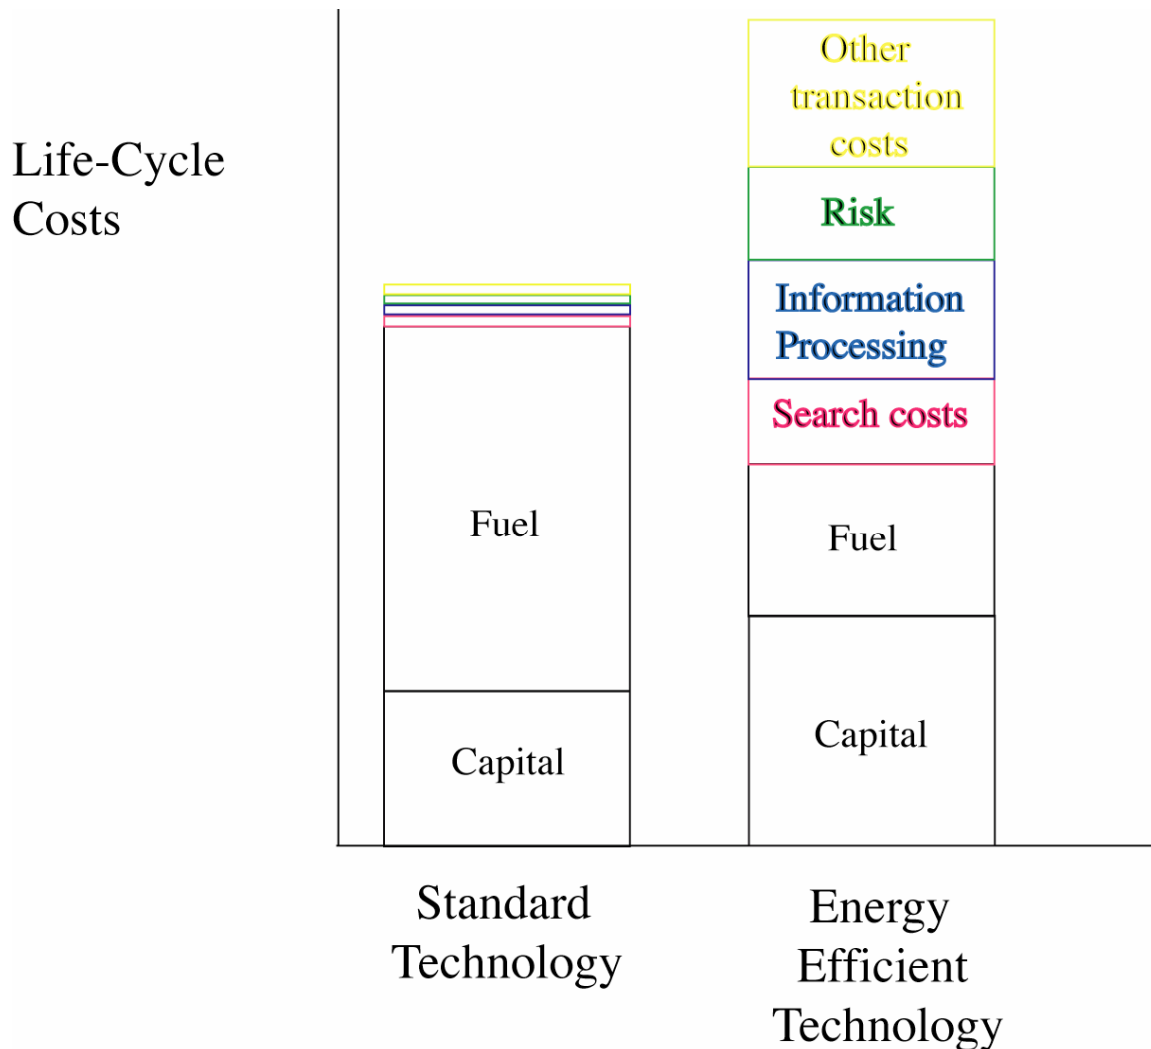 Other
transaction
costs
Life-Cycle
Costs
Risk
Information
Processing
Search costs
Fuel
Fuel
Capital
Capital
Standard
Technology
Energy
Efficient
Technology